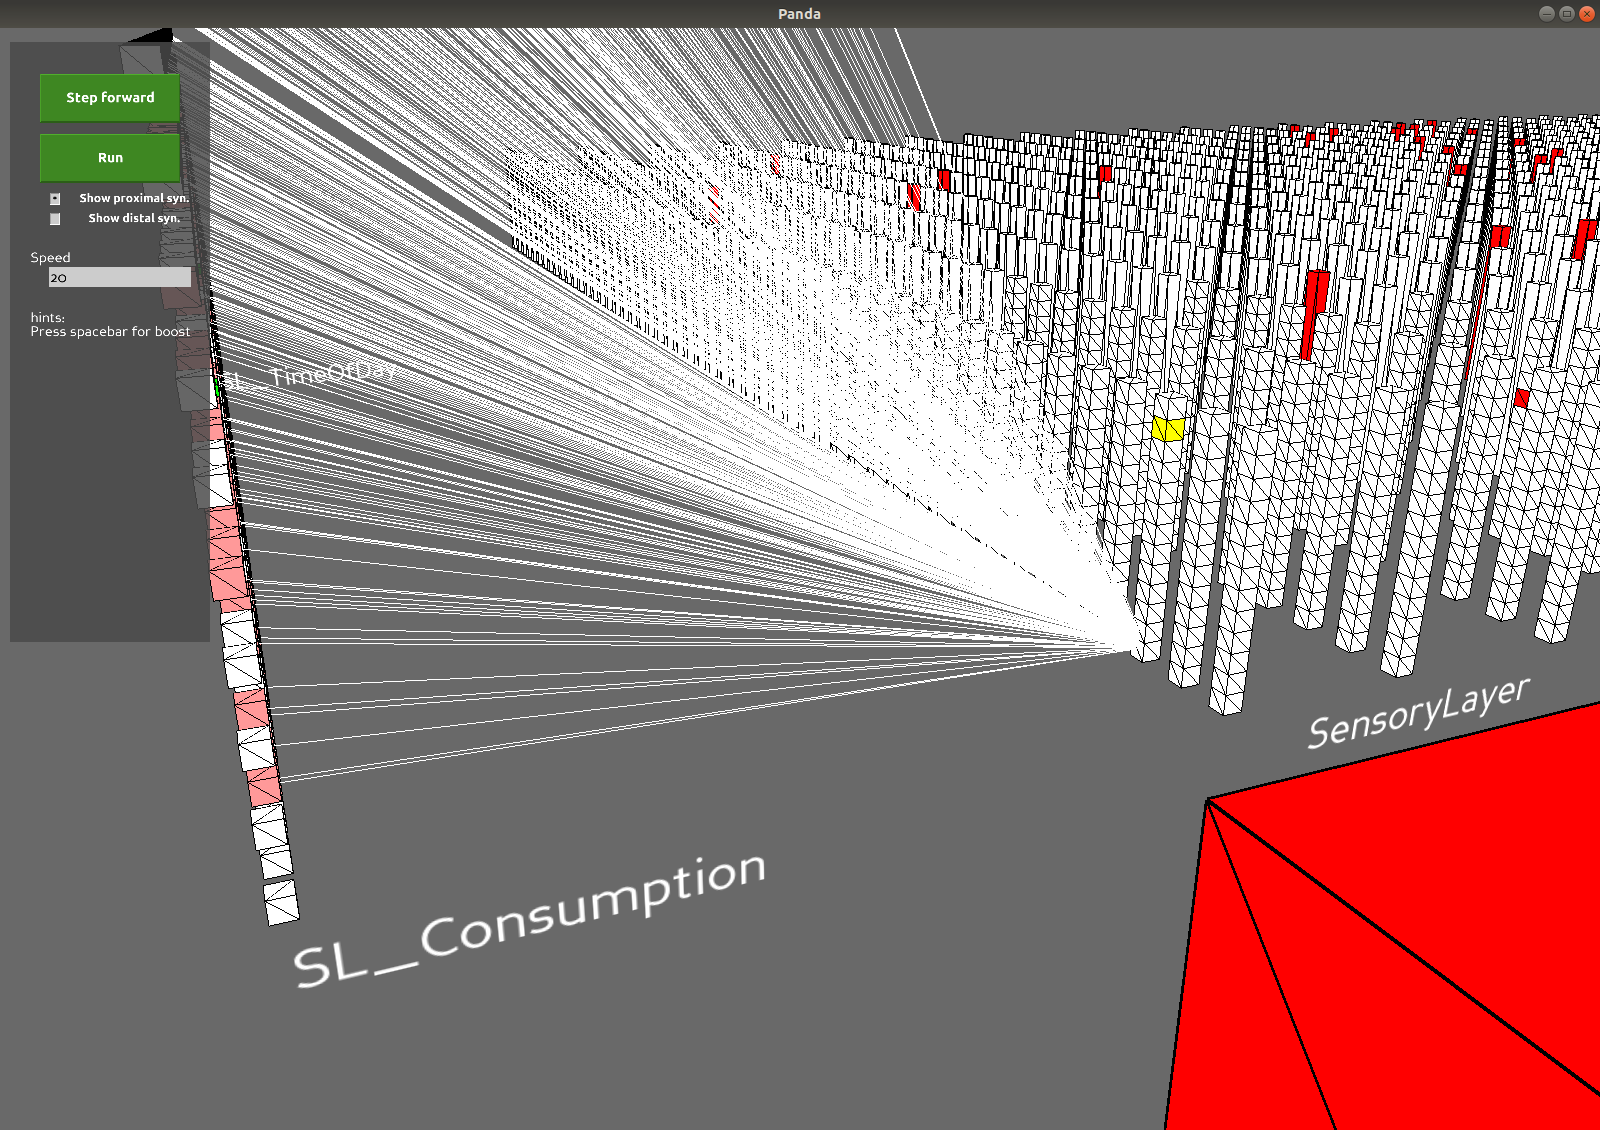 Panda
Step forward
Run
Show proximal syn.
Show distal syn.
Speed
20
hints:
Press spacebar for boost
SensoryLayer
SL_Consumption